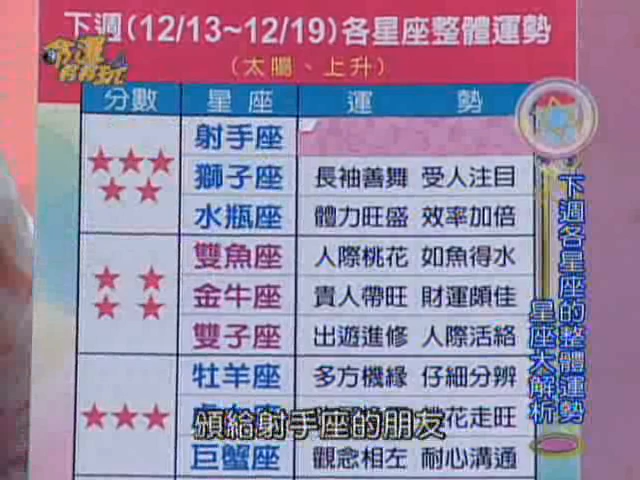 下週(12/13~12/19)各星座整體運勢
(太陽、上升)
分數 星座 運勢
射手座
獅子座 長袖善舞 受人注目
水瓶座 體力旺盛 效率加倍
雙魚座 人際桃花 如魚得水
金牛座 貴人帶旺 財運頗佳
雙子座 出遊進修 人際活絡
牡羊座 多方機緣 仔細分辨
花走旺
巨蟹座 觀念相左 耐心溝通
頒給射手座的朋友
下週各星座的整體運勢
星座大解析